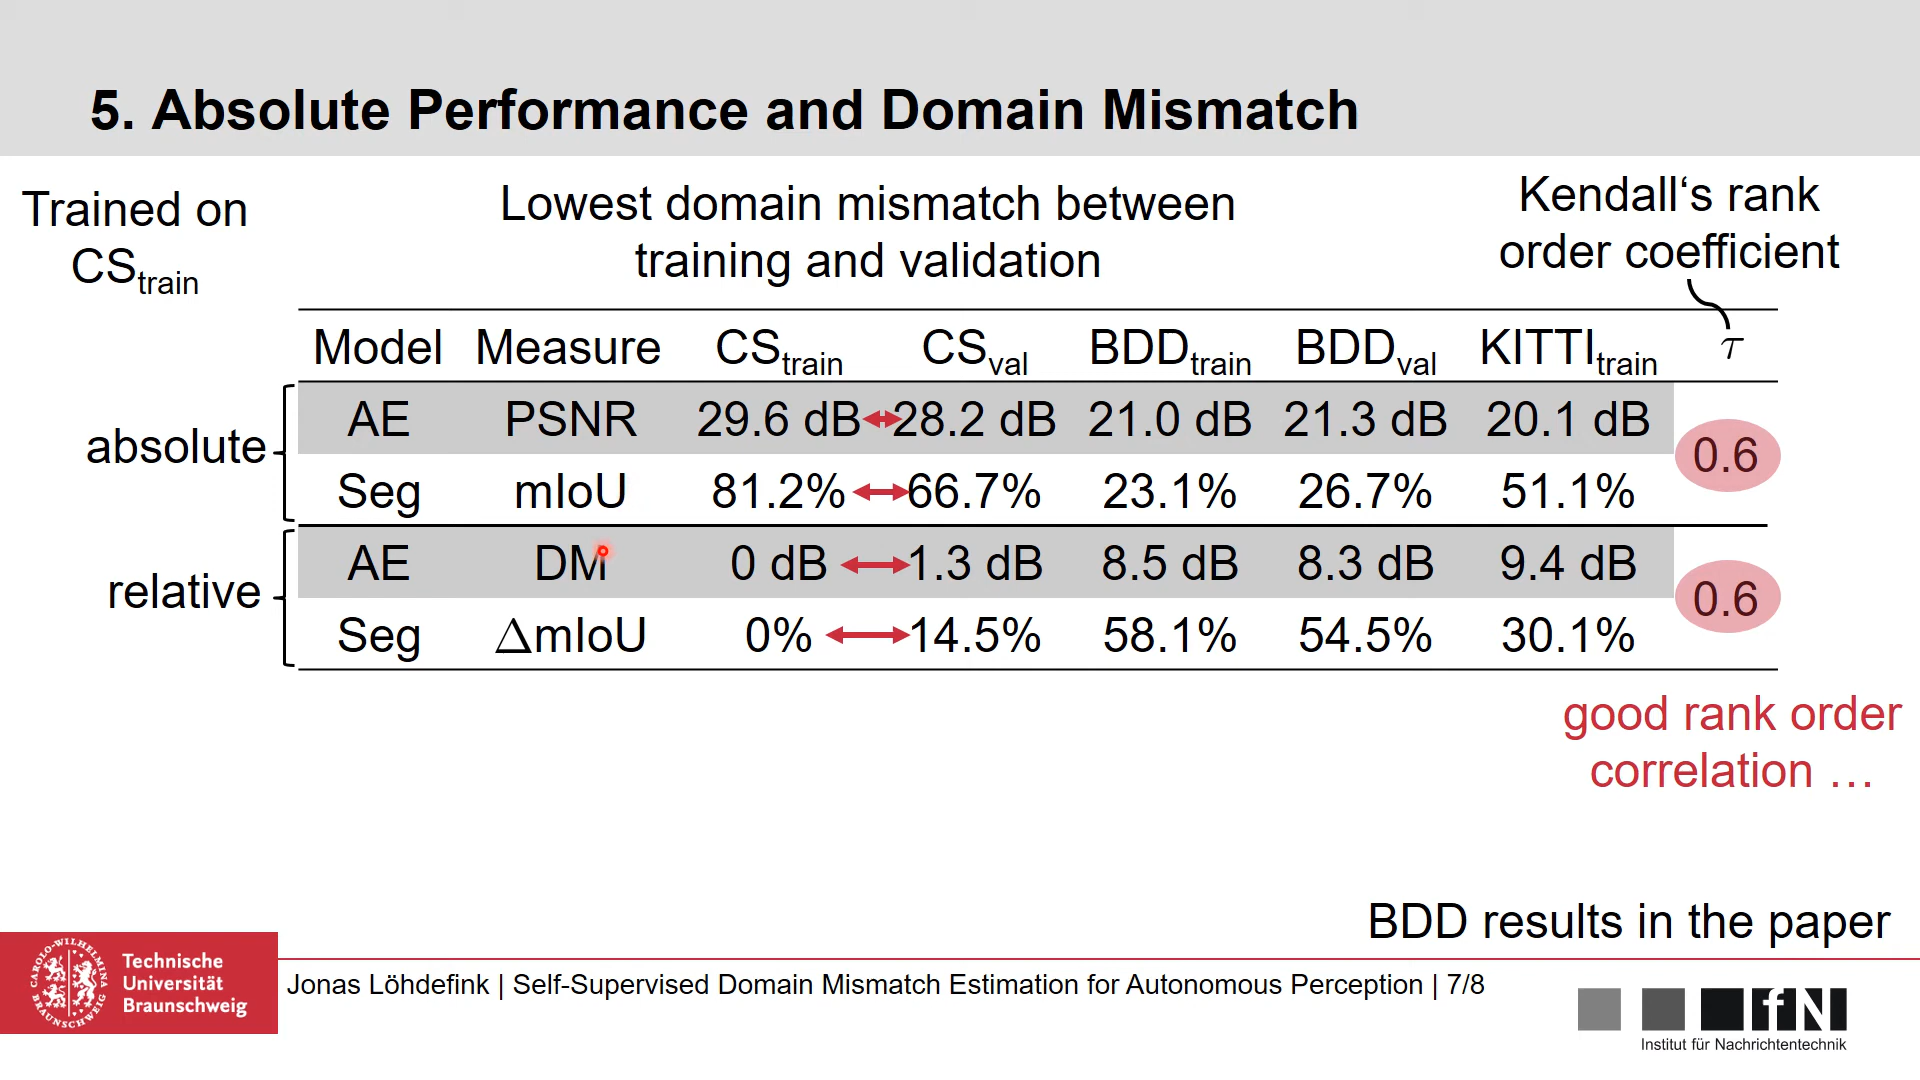 5. Absolute Performance and Domain Mismatch
Trained on
CStrain
Lowest domain mismatch between
training and validation
Kendall‘s rank
order coefficient
Model Measure CStrain CSval BDDtrain BDDval KITTItrain τ
absolute
AE PSNR 29.6 dB 28.2 dB 21.0 dB 21.3 dB 20.1 dB
0.6
Seg mIoU 81.2% 66.7% 23.1% 26.7% 51.1%
relative
AE DM 0 dB 1.3 dB 8.5 dB 8.3 dB 9.4 dB
0.6
Seg ΔmIoU 0% 14.5% 58.1% 54.5% 30.1%
good rank order
correlation …
BDD results in the paper
CAROLO-WILHELMINA
BRAUNSCHWEIG
Technische
Universität
Braunschweig
Jonas Löhdefink | Self-Supervised Domain Mismatch Estimation for Autonomous Perception | 7/8
ifN
Institut für Nachrichtentechnik